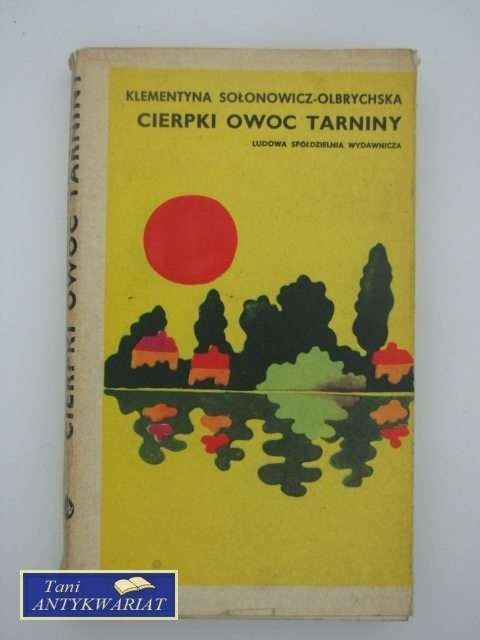 KLEMENTYNA SOŁONOWICZ-OLBRYCHSKA
CIERPKI OWOC TARNINY
LUDOWA SPÓŁDZIELNIA WYDAWNICZA
CIERPKI OWOC TARNINY
Tani
ANTYKWARIAT